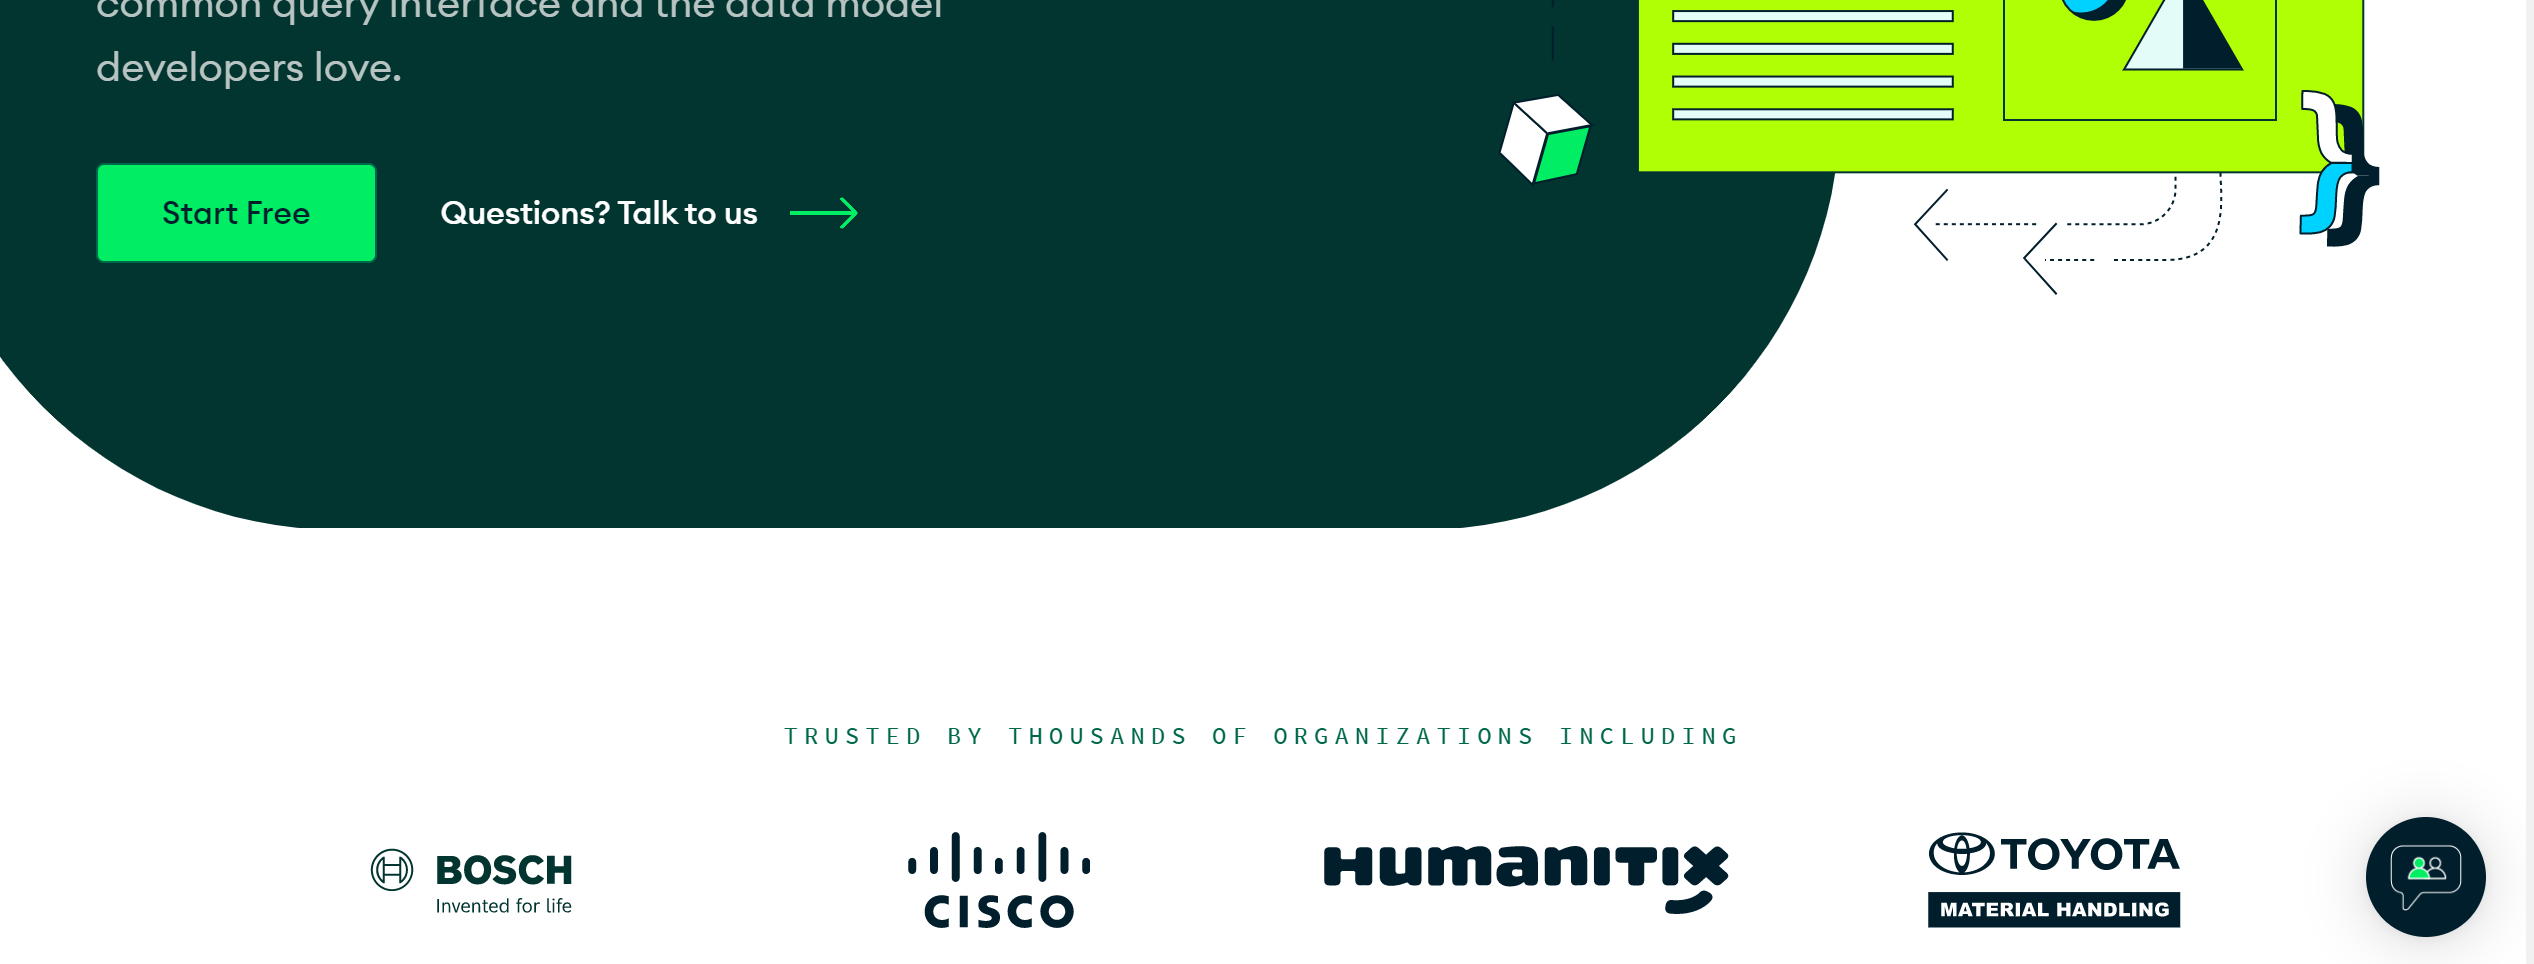 common query interface and the data model
developers love.
Start Free
Questions? Talk to us
TRUSTED BY THOUSANDS OF ORGANIZATIONS INCLUDING
BOSCH
Invented for life
CISCO
HUMANITIX
TOYOTA
MATERIAL HANDLING